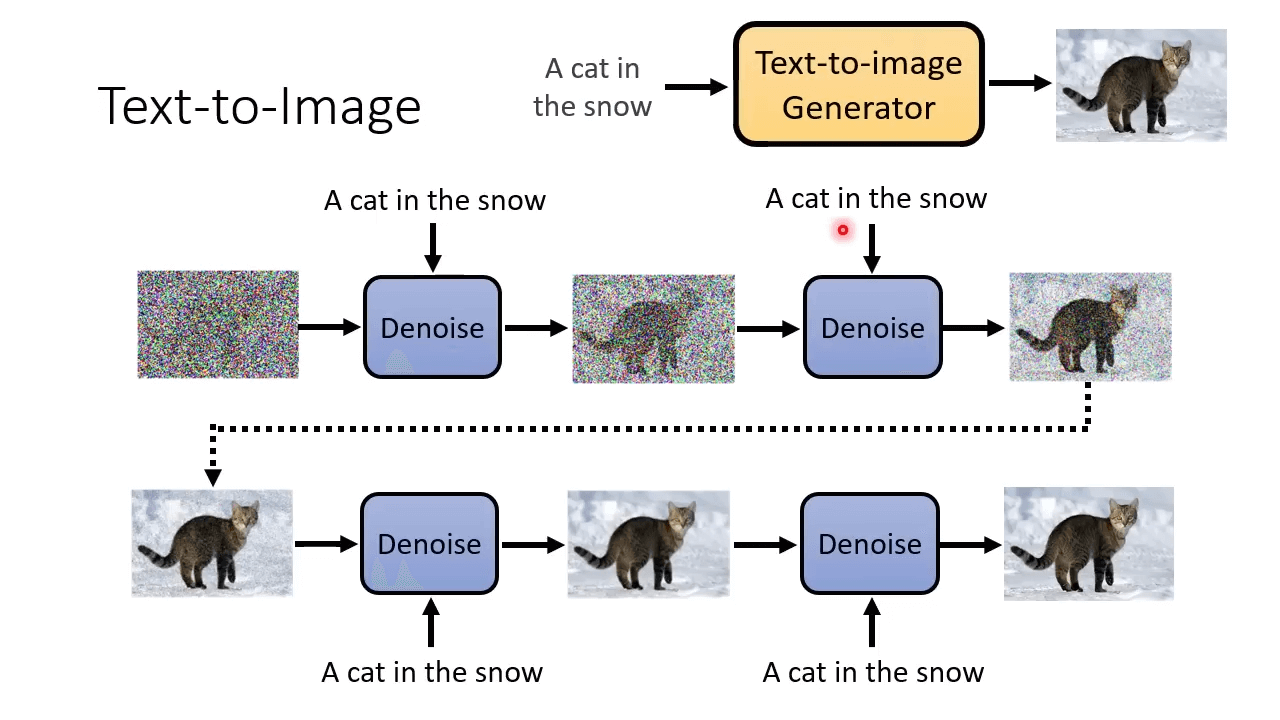 Text-to-Image
A cat in
the snow
Text-to-image
Generator
A cat in the snow
A cat in the snow
Denoise
Denoise
Denoise
Denoise
A cat in the snow
A cat in the snow